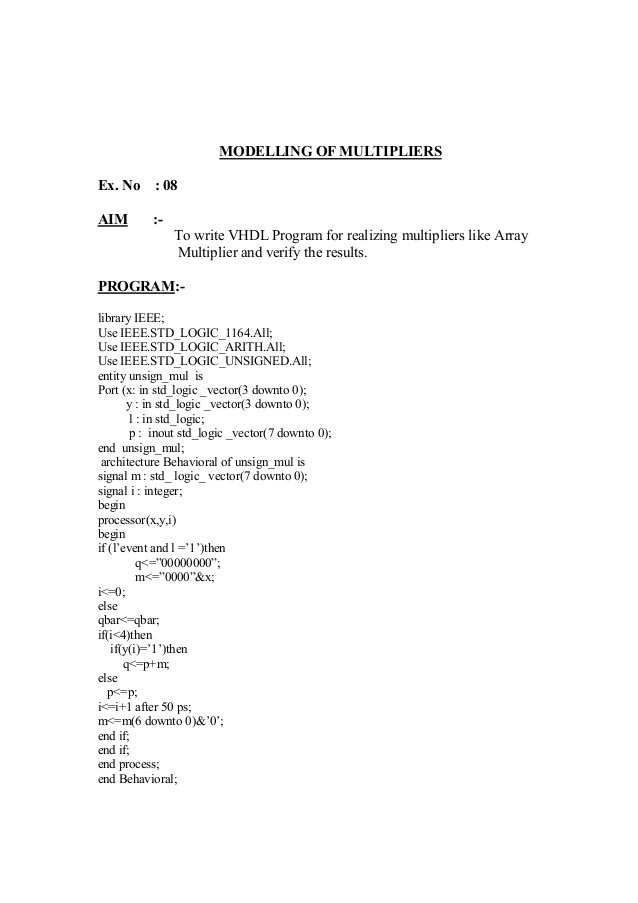 MODELLING OF MULTIPLIERS
Ex. No : 08
AIM :-
To write VHDL Program for realizing multipliers like Array
Multiplier and verify the results.
PROGRAM:-
library IEEE;
Use IEEE.STD_LOGIC_1164.All;
Use IEEE.STD_LOGIC_ARITH.All;
Use IEEE.STD_LOGIC_UNSIGNED.All;
entity unsign_mul is
Port (x: in std_logic _vector(3 downto 0);
y : in std_logic _vector(3 downto 0);
l : in std_logic;
p : inout std_logic _vector(7 downto 0);
end unsign_mul;
architecture Behavioral of unsign_mul is
signal m : std_ logic_ vector(7 downto 0);
signal i : integer;
begin
processor(x,y,i)
begin
if (l’event and l =’1’)then
q<=”00000000”;
m<=”0000”&x;
i<=0;
else
qbar<=qbar;
if(i<4)then
if(y(i)=’1’)then
q<=p+m;
else
p<=p;
i<=i+1 after 50 ps;
m<=m(6 downto 0)&’0’;
end if;
end if;
end process;
end Behavioral;